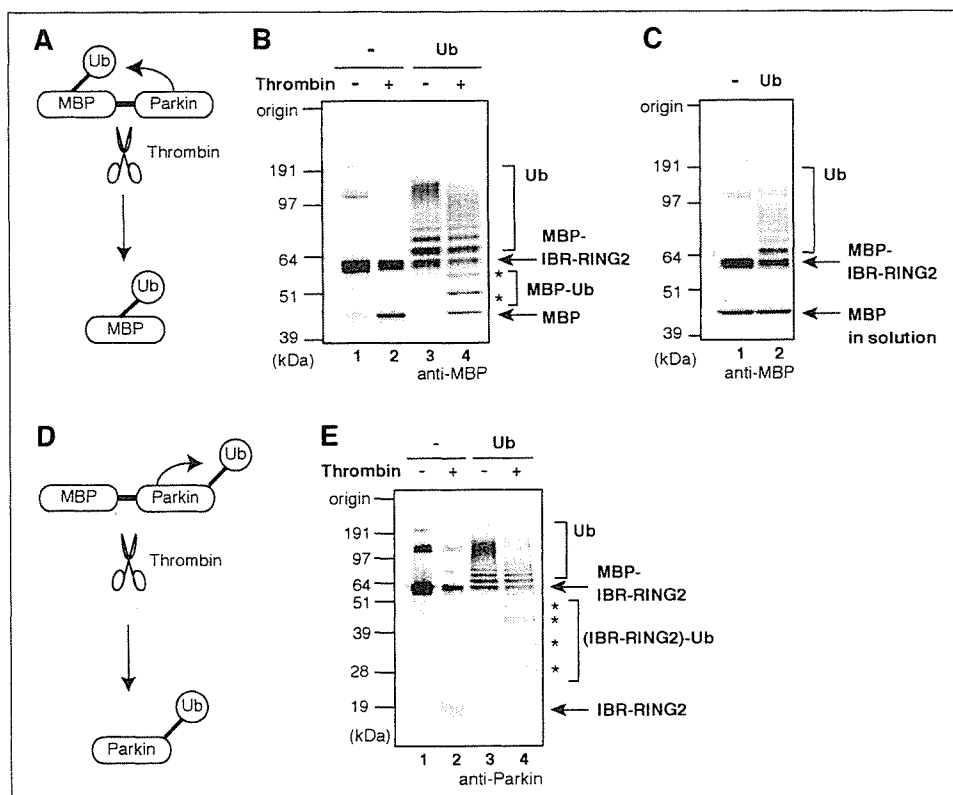 A
Ub
MBP
Parkin
Thrombin
Ub
MBP
B
- Ub
Thrombin - + - +
origin
191
97
64
51
39
(kDa)
Ub
MBP-
IBR-RING2
*
*
MBP-Ub
MBP
1 2 3 4
anti-MBP
C
- Ub
origin
191
97
64
51
39
(kDa)
Ub
MBP-
IBR-RING2
MBP
in solution
1 2
anti-MBP
D
Ub
MBP
Parkin
Thrombin
Ub
Parkin
E
- Ub
Thrombin - + - +
origin
191
97
64
51
39
28
19
(kDa)
Ub
MBP-
IBR-RING2
*
*
*
*
(IBR-RING2)-Ub
IBR-RING2
1 2 3 4
anti-Parkin